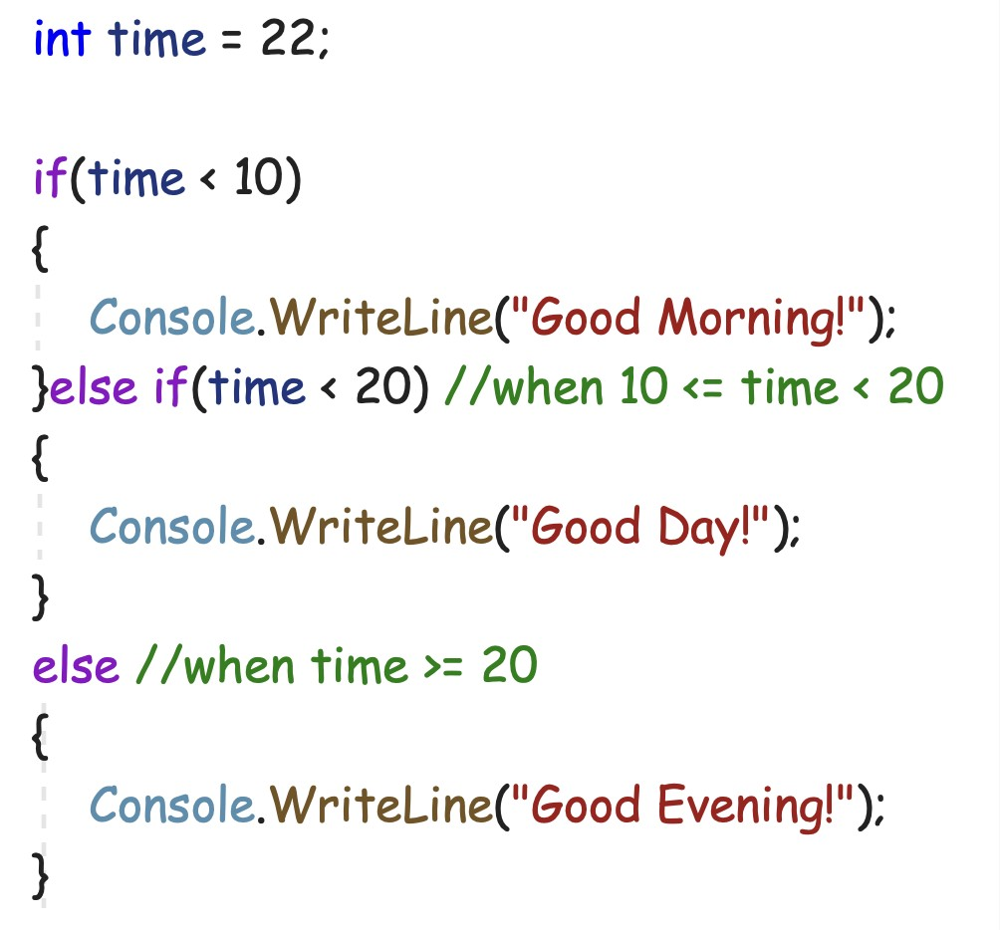 int time = 22;
if(time < 10)
{
Console.WriteLine("Good Morning!");
}else if(time < 20) //when 10 <= time < 20
{
Console.WriteLine("Good Day!");
}
else //when time >= 20
{
Console.WriteLine("Good Evening!");
}